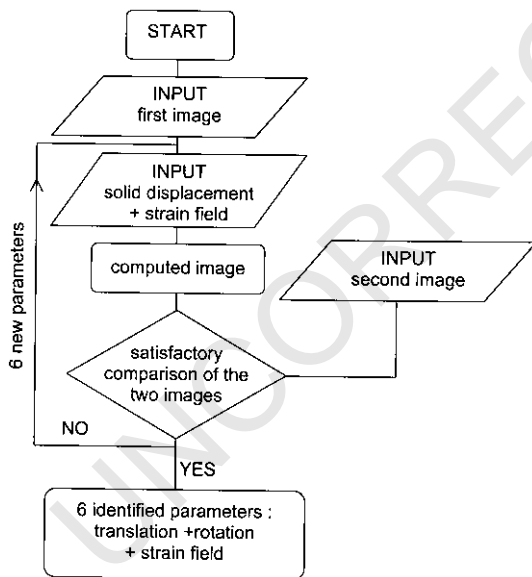 START
INPUT
first image
INPUT
solid displacement
+ strain field
computed image
INPUT
second image
6 new parameters
satisfactory
comparison of the
two images
NO
YES
6 identified parameters :
translation +rotation
+ strain field
UNCORREC